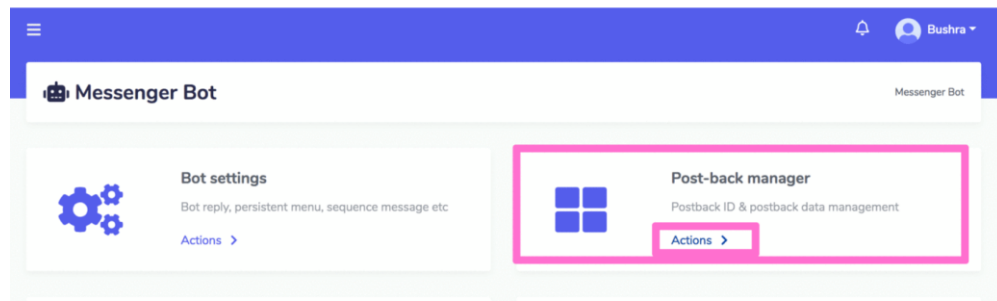 Bushra
Messenger Bot
Messenger Bot
Bot settings
Bot reply, persistent menu, sequence message etc
Actions
Post-back manager
Postback ID & postback data management
Actions